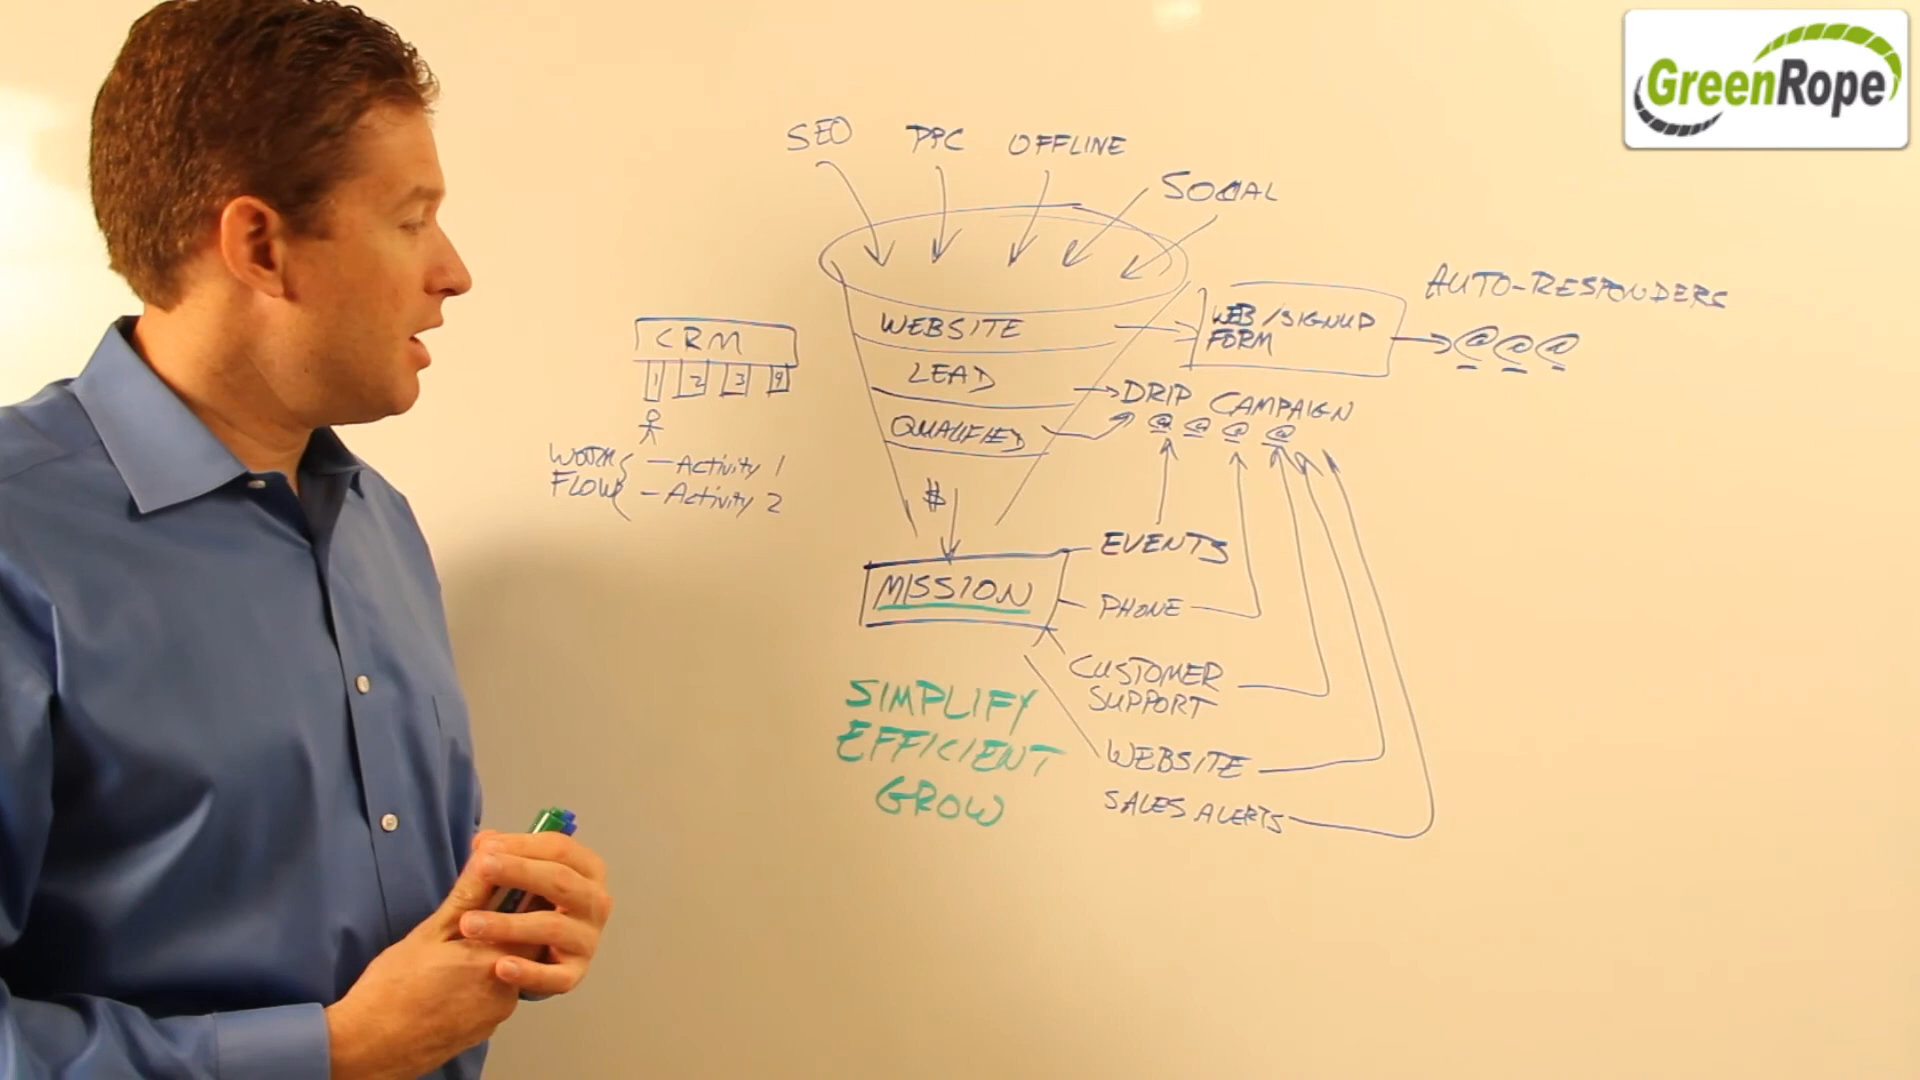 GreenRope
SEO PPC OFFLINE
SOCIAL
AUTO-RESPONDERS
WEBSITE
WEB/SIGNUP
FORM
@ @ @
CRM
1 2 3 9
LEAD
DRIP CAMPAIGN
@ @ @ @
QUALIFIED
WORK
FLOW
- Activity 1
- Activity 2
$
EVENTS
MISSION
PHONE
CUSTOMER
SUPPORT
SIMPLIFY
EFFICIENT
GROW
WEBSITE
SALES ALERTS